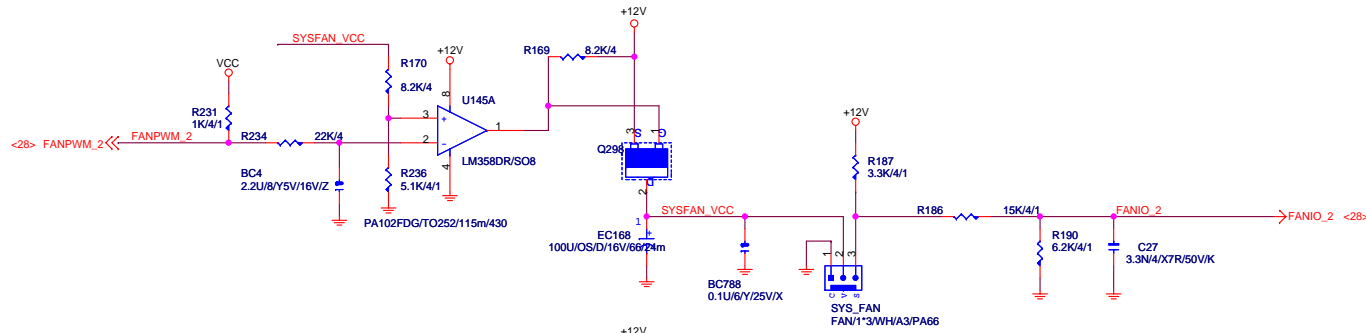 +12V
SYSFAN_VCC
+12V
R169
8.2K/4
VCC
R170
8.2K/4
8
U145A
R231
1K/4/1
3
+
1
3
S
1
G
+12V
<28>
FANPWM_2
FANPWM_2
R234
22K/4
2
-
LM358DR/SO8
4
Q298
D
2
R187
3.3K/4/1
BC4
2.2U/8/Y5V/16V/Z
R236
5.1K/4/1
PA102FDG/TO252/115m/430
SYSFAN_VCC
1
+
EC168
100U/OS/D/16V/66/24m
R186
15K/4/1
FANIO_2
FANIO_2
<28>
R190
6.2K/4/1
C27
3.3N/4/X7R/50V/K
BC788
0.1U/6/Y/25V/X
1
2
3
C
V
S
SYS_FAN
FAN/1*3/WH/A3/PA66
+12V